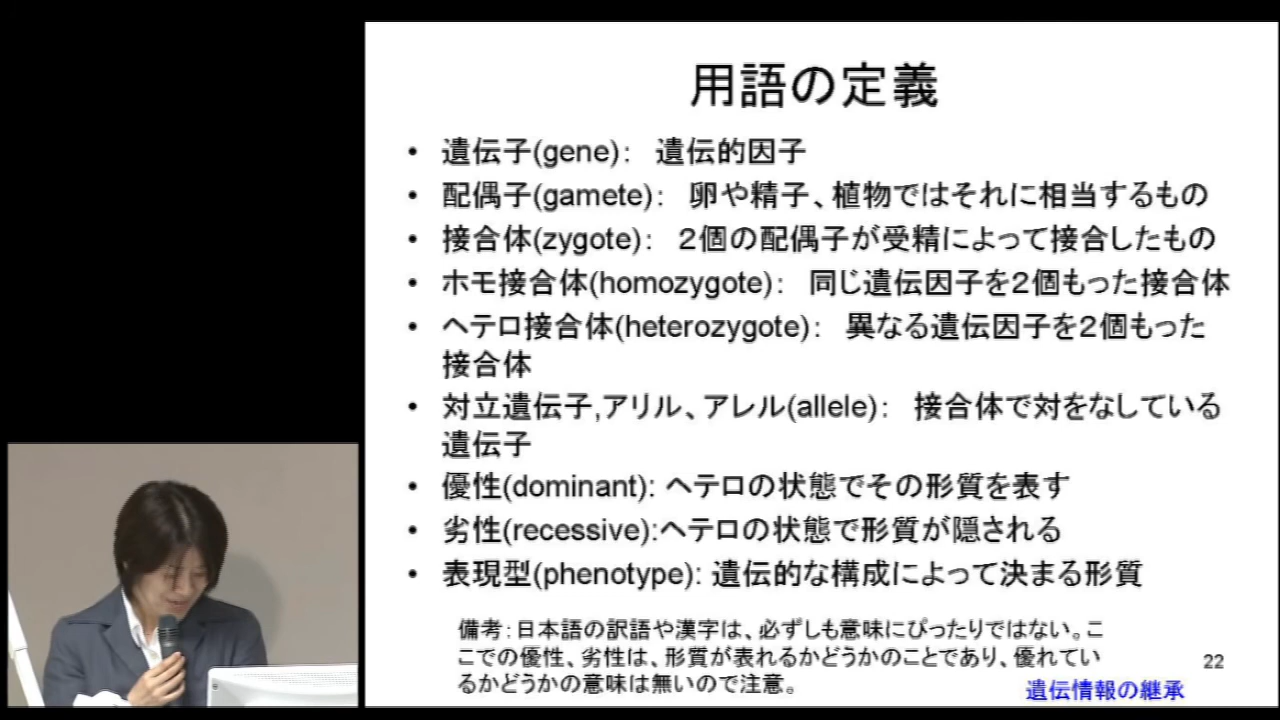 用語の定義
• 遺伝子(gene)： 遺伝的因子
• 配偶子(gamete)： 卵や精子、植物ではそれに相当するもの
• 接合体(zygote)： ２個の配偶子が受精によって接合したもの
• ホモ接合体(homozygote)： 同じ遺伝因子を２個もった接合体
• ヘテロ接合体(heterozygote)： 異なる遺伝因子を２個もった
接合体
• 対立遺伝子,アリル、アレル(allele)： 接合体で対をなしている
遺伝子
• 優性(dominant): ヘテロの状態でその形質を表す
• 劣性(recessive):ヘテロの状態で形質が隠される
• 表現型(phenotype): 遺伝的な構成によって決まる形質
備考：日本語の訳語や漢字は、必ずしも意味にぴったりではない。こ
こでの優性、劣性は、形質が表れるかどうかのことであり、優れてい
るかどうかの意味は無いので注意。
22
遺伝情報の継承